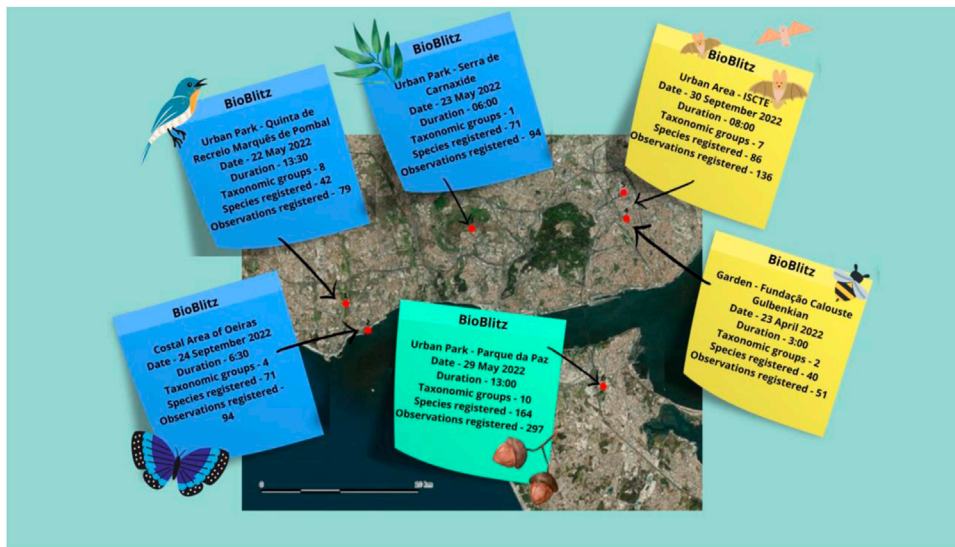 BioBlitz
Urban Park - Quinta de
Recreio Marquês de Pombal
Date - 22 May 2022
Duration - 13:30
Taxonomic groups - 8
Species registered - 42
Observations registered - 79
BioBlitz
Urban Park - Serra de
Carnaxide
Date - 23 May 2022
Duration - 06:00
Taxonomic groups - 1
Species registered - 71
Observations registered - 94
BioBlitz
Urban Area - ISCTE
Date - 30 September 2022
Duration - 08:00
Taxonomic groups - 7
Species registered - 86
Observations registered - 136
BioBlitz
Costal Area of Oeiras
Date - 24 September 2022
Duration - 6:30
Taxonomic groups - 4
Species registered - 71
Observations registered -
94
BioBlitz
Urban Park - Parque da Paz
Date - 29 May 2022
Duration - 13:00
Taxonomic groups - 10
Species registered - 164
Observations registered - 297
BioBlitz
Garden - Fundação Calouste
Gulbenkian
Date - 23 April 2022
Duration - 3:00
Taxonomic groups - 2
Species registered - 40
Observations registered - 51
0
km